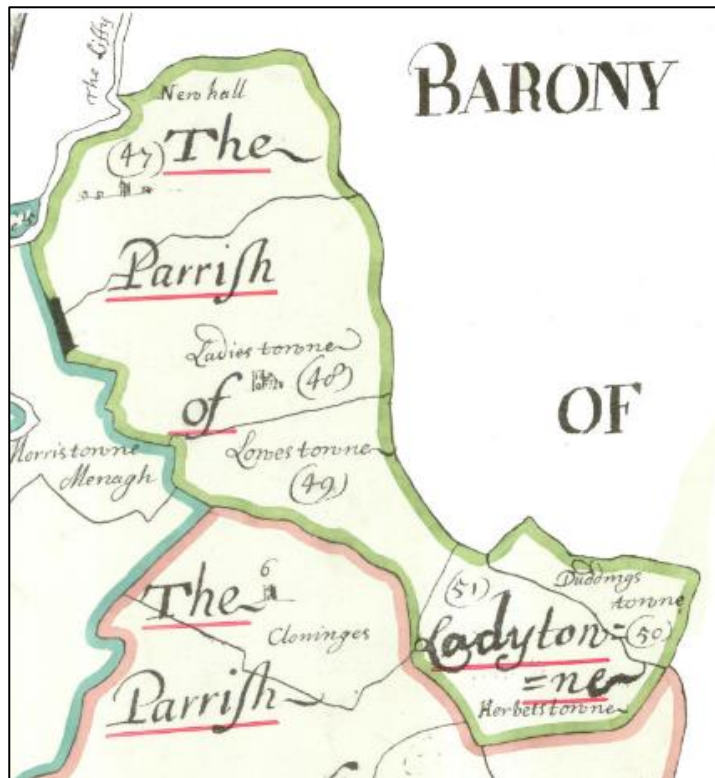 The Liffy
BARONY
OF
New hall
(47) The
Parrish
Ladies towne
of (48)
Lowestowne
(49)
Morristowne
Menagh
The 6
Cloninges
Parrish
(51)
Duddings
towne
(50)
Ladyton=
=ne
Herbetstowne